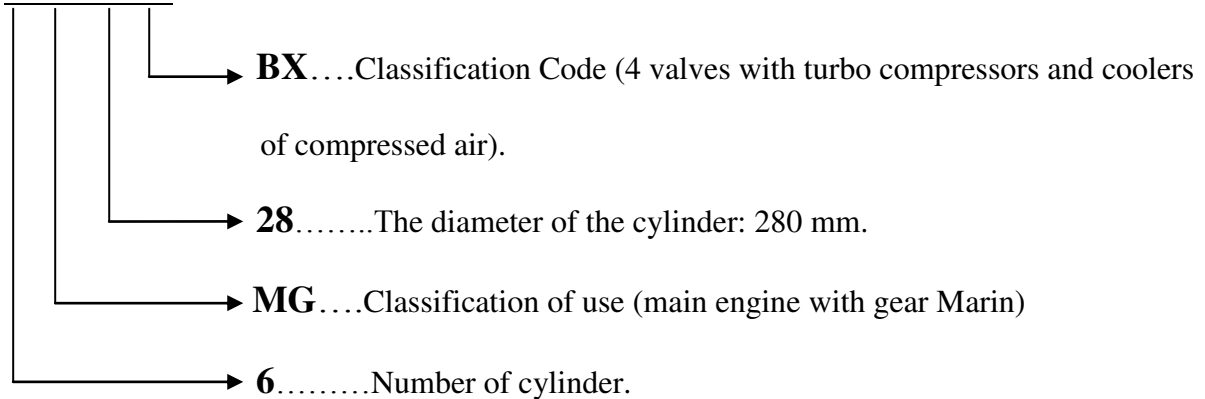 BX….Classification Code (4 valves with turbo compressors and coolers
of compressed air).
28……..The diameter of the cylinder: 280 mm.
MG….Classification of use (main engine with gear Marin)
6………Number of cylinder.